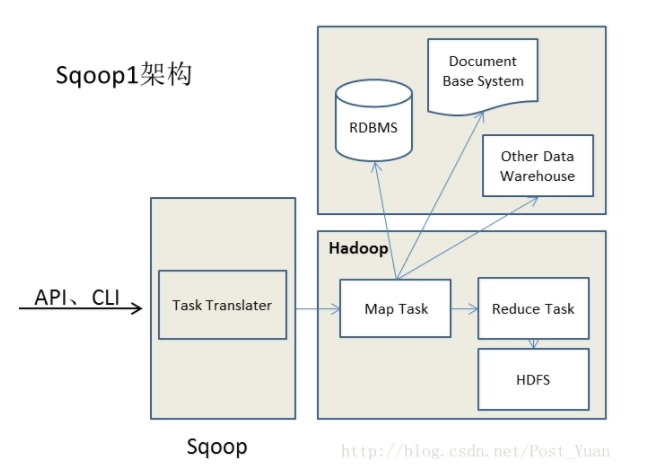 Sqoop1架构
Document
Base System
RDBMS
Other Data
Warehouse
Hadoop
API、CLI
Task Translater
Map Task
Reduce Task
HDFS
Sqoop
http://blog.csdn.net/Post_Yuan